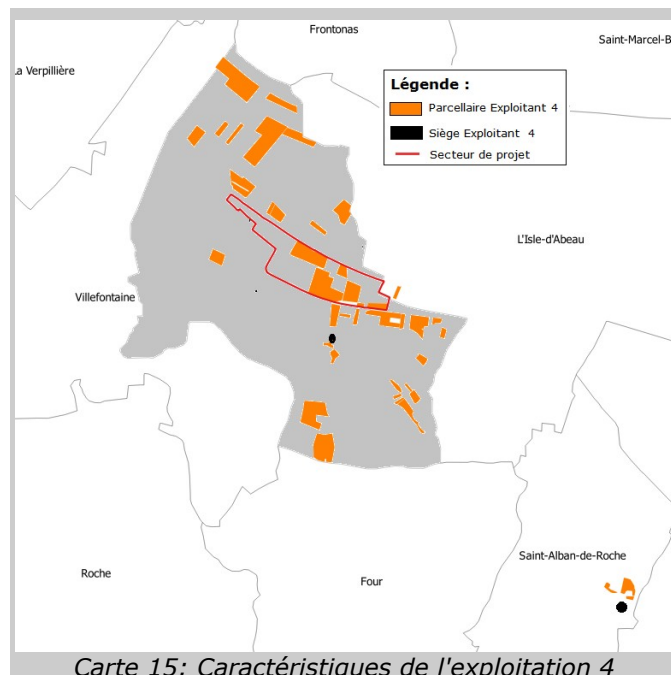 Frontonas
Saint-Marcel-B
a Verpillière
Légende :
Parcellaire Exploitant 4
Siège Exploitant 4
Secteur de projet
L'Isle-d'Abeau
Villefontaine
Saint-Alban-de-Roche
Roche
Four
Carte 15: Caractéristiques de l'exploitation 4